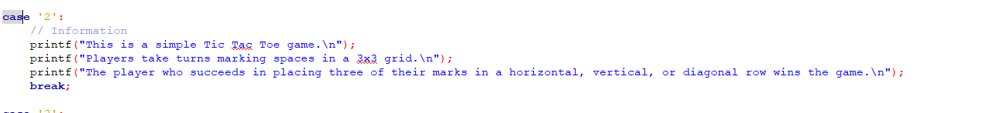 case '2':
// Information
printf("This is a simple Tic Tac Toe game.\n");
printf("Players take turns marking spaces in a 3x3 grid.\n");
printf("The player who succeeds in placing three of their marks in a horizontal, vertical, or diagonal row wins the game.\n");
break;